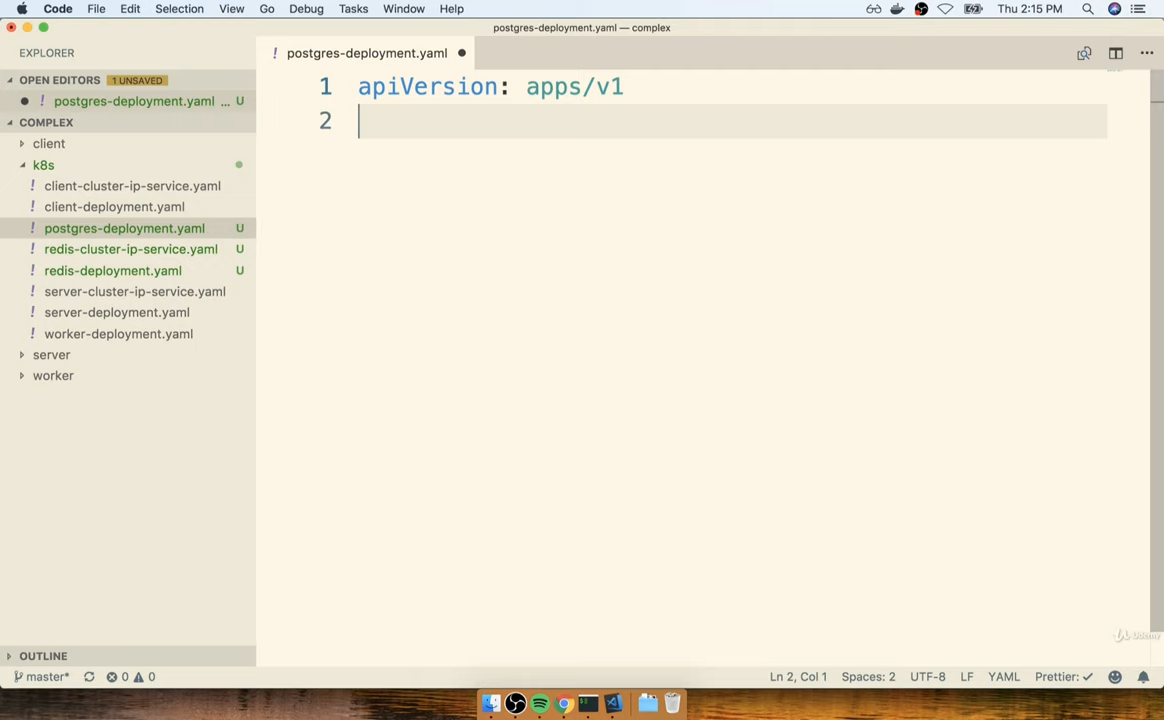 Code File Edit Selection View Go Debug Tasks Window Help Thu 2:15 PM
postgres-deployment.yaml — complex
EXPLORER
! postgres-deployment.yaml
OPEN EDITORS 1 UNSAVED
! postgres-deployment.yaml ... U
COMPLEX
client
k8s
! client-cluster-ip-service.yaml
! client-deployment.yaml
! postgres-deployment.yaml U
! redis-cluster-ip-service.yaml U
! redis-deployment.yaml U
! server-cluster-ip-service.yaml
! server-deployment.yaml
! worker-deployment.yaml
server
worker
1 apiVersion: apps/v1
2
Udemy
OUTLINE
master* 0 0 Ln 2, Col 1 Spaces: 2 UTF-8 LF YAML Prettier: ✓